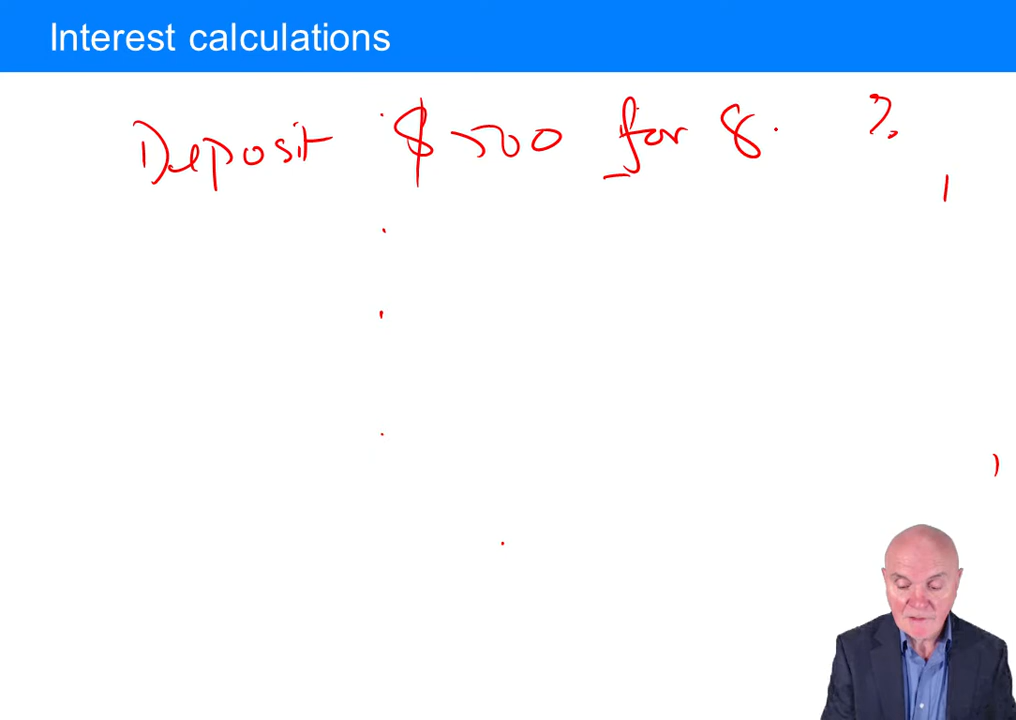 Interest calculations
Deposit $500 for 8. ?